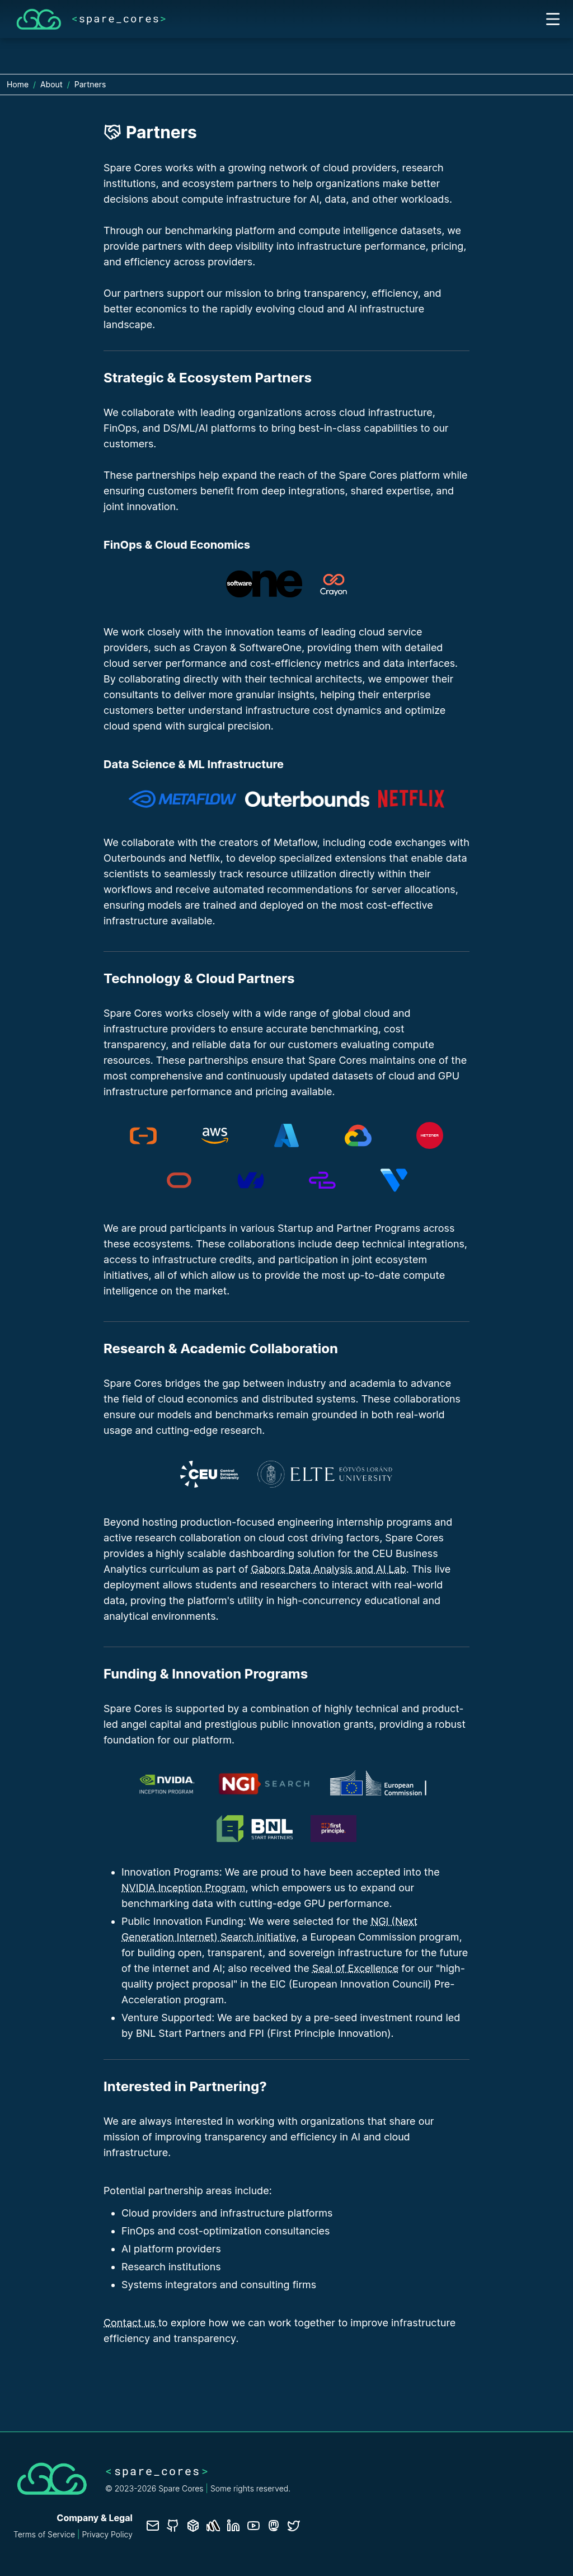 <spare_cores>
Home / About / Partners
Partners
Spare Cores works with a growing network of cloud providers, research
institutions, and ecosystem partners to help organizations make better
decisions about compute infrastructure for AI, data, and other workloads.
Through our benchmarking platform and compute intelligence datasets, we
provide partners with deep visibility into infrastructure performance, pricing,
and efficiency across providers.
Our partners support our mission to bring transparency, efficiency, and
better economics to the rapidly evolving cloud and AI infrastructure
landscape.
Strategic & Ecosystem Partners
We collaborate with leading organizations across cloud infrastructure,
FinOps, and DS/ML/AI platforms to bring best-in-class capabilities to our
customers.
These partnerships help expand the reach of the Spare Cores platform while
ensuring customers benefit from deep integrations, shared expertise, and
joint innovation.
FinOps & Cloud Economics
software one Crayon
We work closely with the innovation teams of leading cloud service
providers, such as Crayon & SoftwareOne, providing them with detailed
cloud server performance and cost-efficiency metrics and data interfaces.
By collaborating directly with their technical architects, we empower their
consultants to deliver more granular insights, helping their enterprise
customers better understand infrastructure cost dynamics and optimize
cloud spend with surgical precision.
Data Science & ML Infrastructure
METAFLOW Outerbounds NETFLIX
We collaborate with the creators of Metaflow, including code exchanges with
Outerbounds and Netflix, to develop specialized extensions that enable data
scientists to seamlessly track resource utilization directly within their
workflows and receive automated recommendations for server allocations,
ensuring models are trained and deployed on the most cost-effective
infrastructure available.
Technology & Cloud Partners
Spare Cores works closely with a wide range of global cloud and
infrastructure providers to ensure accurate benchmarking, cost
transparency, and reliable data for our customers evaluating compute
resources. These partnerships ensure that Spare Cores maintains one of the
most comprehensive and continuously updated datasets of cloud and GPU
infrastructure performance and pricing available.
aws HETZNER
We are proud participants in various Startup and Partner Programs across
these ecosystems. These collaborations include deep technical integrations,
access to infrastructure credits, and participation in joint ecosystem
initiatives, all of which allow us to provide the most up-to-date compute
intelligence on the market.
Research & Academic Collaboration
Spare Cores bridges the gap between industry and academia to advance
the field of cloud economics and distributed systems. These collaborations
ensure our models and benchmarks remain grounded in both real-world
usage and cutting-edge research.
CEU Central European University ELTE EÖTVÖS LORÁND UNIVERSITY
Beyond hosting production-focused engineering internship programs and
active research collaboration on cloud cost driving factors, Spare Cores
provides a highly scalable dashboarding solution for the CEU Business
Analytics curriculum as part of Gabors Data Analysis and AI Lab. This live
deployment allows students and researchers to interact with real-world
data, proving the platform's utility in high-concurrency educational and
analytical environments.
Funding & Innovation Programs
Spare Cores is supported by a combination of highly technical and product-
led angel capital and prestigious public innovation grants, providing a robust
foundation for our platform.
NVIDIA. INCEPTION PROGRAM NGI SEARCH European Commission
BNL START PARTNERS first principle.
• Innovation Programs: We are proud to have been accepted into the
NVIDIA Inception Program, which empowers us to expand our
benchmarking data with cutting-edge GPU performance.
• Public Innovation Funding: We were selected for the NGI (Next
Generation Internet) Search initiative, a European Commission program,
for building open, transparent, and sovereign infrastructure for the future
of the internet and AI; also received the Seal of Excellence for our "high-
quality project proposal" in the EIC (European Innovation Council) Pre-
Acceleration program.
• Venture Supported: We are backed by a pre-seed investment round led
by BNL Start Partners and FPI (First Principle Innovation).
Interested in Partnering?
We are always interested in working with organizations that share our
mission of improving transparency and efficiency in AI and cloud
infrastructure.
Potential partnership areas include:
• Cloud providers and infrastructure platforms
• FinOps and cost-optimization consultancies
• AI platform providers
• Research institutions
• Systems integrators and consulting firms
Contact us to explore how we can work together to improve infrastructure
efficiency and transparency.
<spare_cores>
© 2023-2026 Spare Cores | Some rights reserved.
Company & Legal
Terms of Service | Privacy Policy